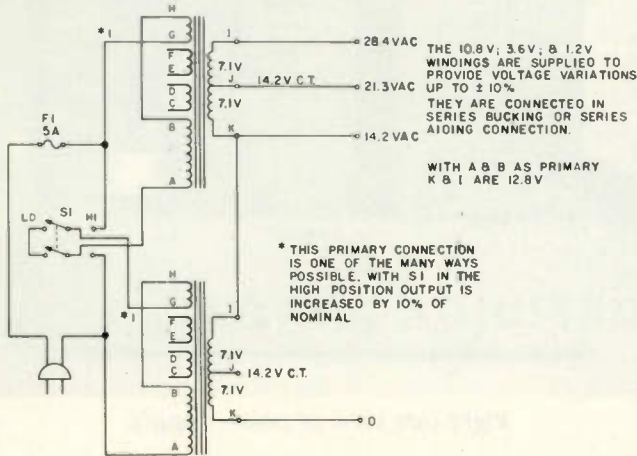 H
* 1
G
F
E
D
C
B
A
I
7.1V
J
14.2V C.T.
7.1V
K
28.4VAC
21.3VAC
14.2VAC
THE 10.8V; 3.6V; & 1.2V
WINDINGS ARE SUPPLIED TO
PROVIDE VOLTAGE VARIATIONS
UP TO ± 10%
THEY ARE CONNECTED IN
SERIES BUCKING OR SERIES
AIDING CONNECTION.
WITH A & B AS PRIMARY
K & I ARE 12.8V
F1
5A
LO
S1
HI
* THIS PRIMARY CONNECTION
IS ONE OF THE MANY WAYS
POSSIBLE. WITH S1 IN THE
HIGH POSITION OUTPUT IS
INCREASED BY 10% OF
NOMINAL
H
G
* 1
F
E
D
C
B
A
I
7.1V
J
14.2V C.T.
7.1V
K
0